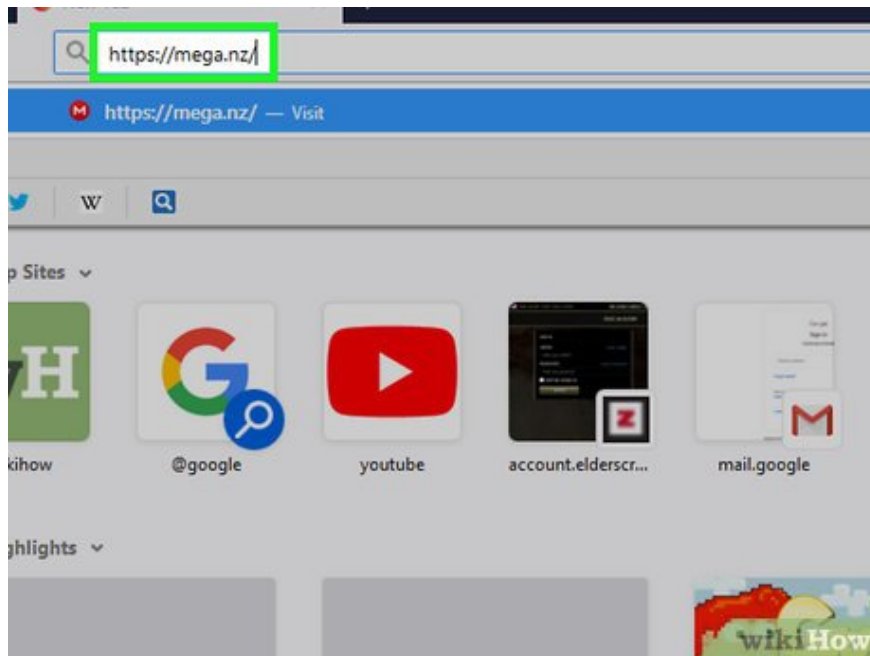 https://mega.nz/
https://mega.nz/ — Visit
W
p Sites
H
kihow
@google
youtube
account.elderscr...
mail.google
ghlights
wikiHow